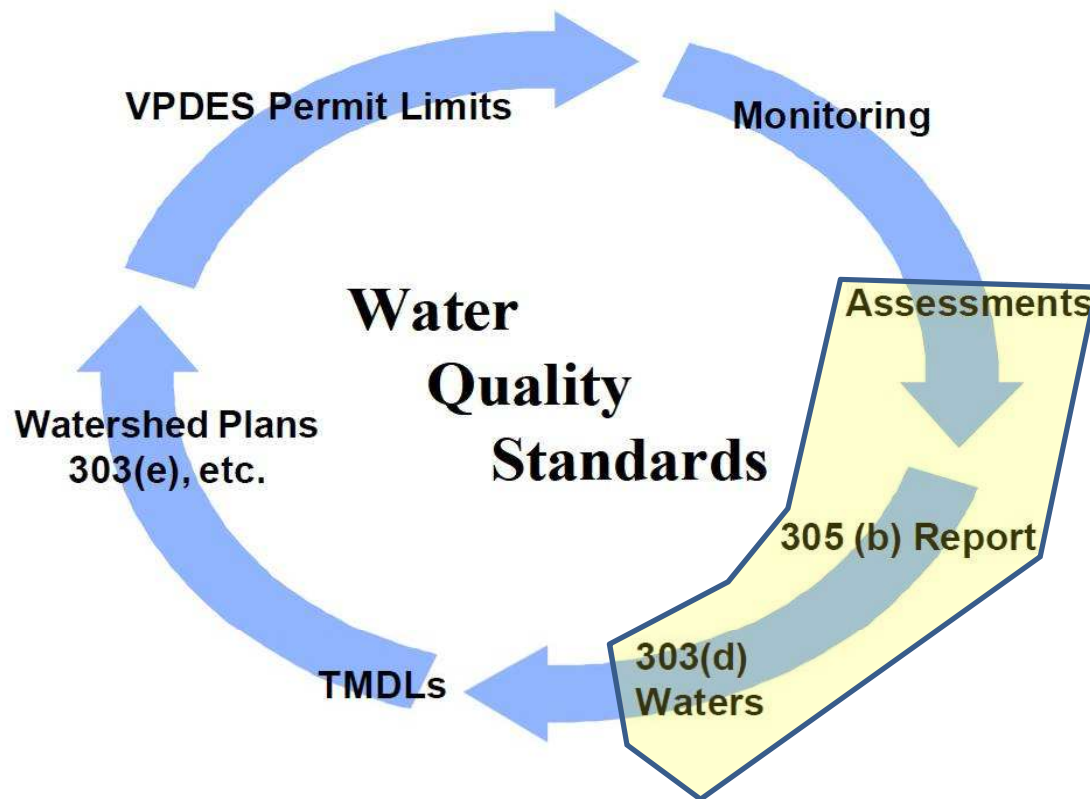 VPDES Permit Limits
Monitoring
Water
Quality
Standards
Assessments
305 (b) Report
303(d)
Waters
TMDLs
Watershed Plans
303(e), etc.